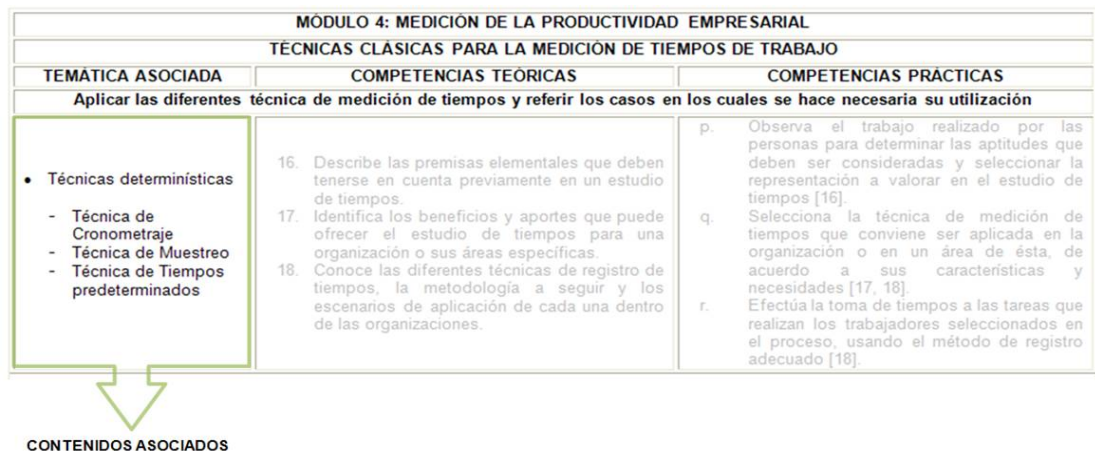 MÓDULO 4: MEDICIÓN DE LA PRODUCTIVIDAD EMPRESARIAL
TÉCNICAS CLÁSICAS PARA LA MEDICIÓN DE TIEMPOS DE TRABAJO
TEMÁTICA ASOCIADA
COMPETENCIAS TEÓRICAS
COMPETENCIAS PRÁCTICAS
Aplicar las diferentes técnica de medición de tiempos y referir los casos en los cuales se hace necesaria su utilización
• Técnicas determinísticas
- Técnica de
Cronometraje
- Técnica de Muestreo
- Técnica de Tiempos
predeterminados
16. Describe las premisas elementales que deben
tenerse en cuenta previamente en un estudio
de tiempos.
17. Identifica los beneficios y aportes que puede
ofrecer el estudio de tiempos para una
organización o sus áreas específicas.
18. Conoce las diferentes técnicas de registro de
tiempos, la metodología a seguir y los
escenarios de aplicación de cada una dentro
de las organizaciones.
p. Observa el trabajo realizado por las
personas para determinar las aptitudes que
deben ser consideradas y seleccionar la
representación a valorar en el estudio de
tiempos [16].
q. Selecciona la técnica de medición de
tiempos que conviene ser aplicada en la
organización o en un área de ésta, de
acuerdo a sus características y
necesidades [17, 18].
r. Efectúa la toma de tiempos a las tareas que
realizan los trabajadores seleccionados en
el proceso, usando el método de registro
adecuado [18].
CONTENIDOS ASOCIADOS